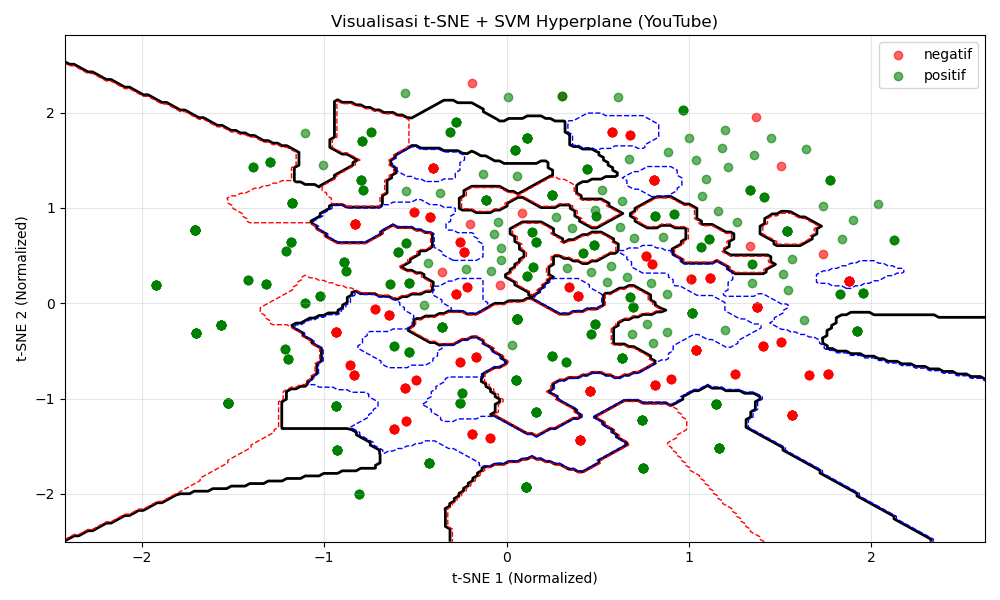 Visualisasi t-SNE + SVM Hyperplane (YouTube)
negatif
positif
2
1
0
−1
−2
−2
−1
0
1
2
t-SNE 2 (Normalized)
t-SNE 1 (Normalized)